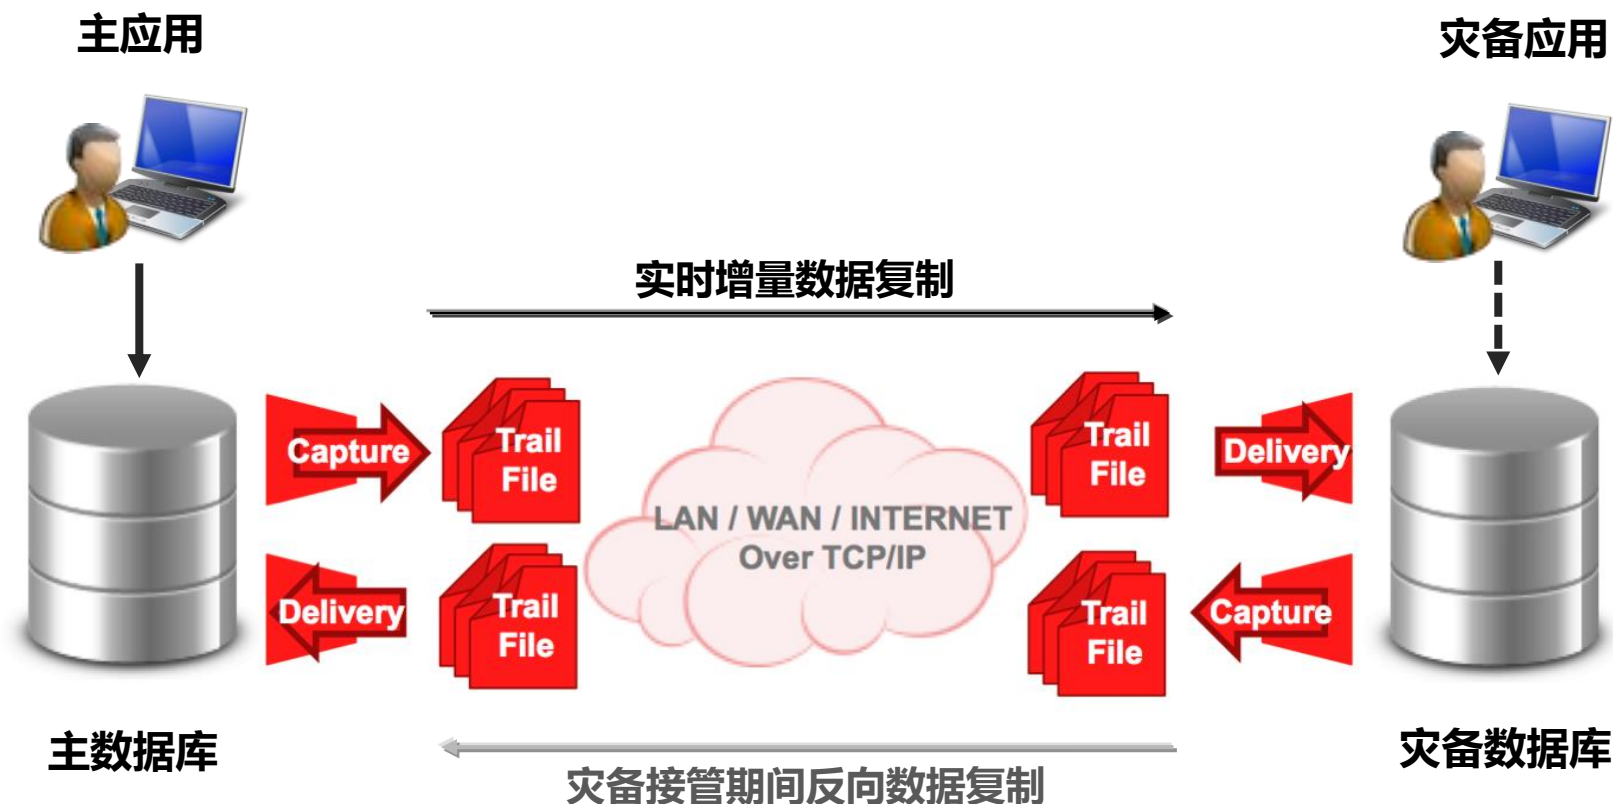 主应用
灾备应用
实时增量数据复制
Capture
Trail
File
LAN / WAN / INTERNET
Over TCP/IP
Trail
File
Delivery
Delivery
Trail
File
Trail
File
Capture
主数据库
灾备数据库
灾备接管期间反向数据复制